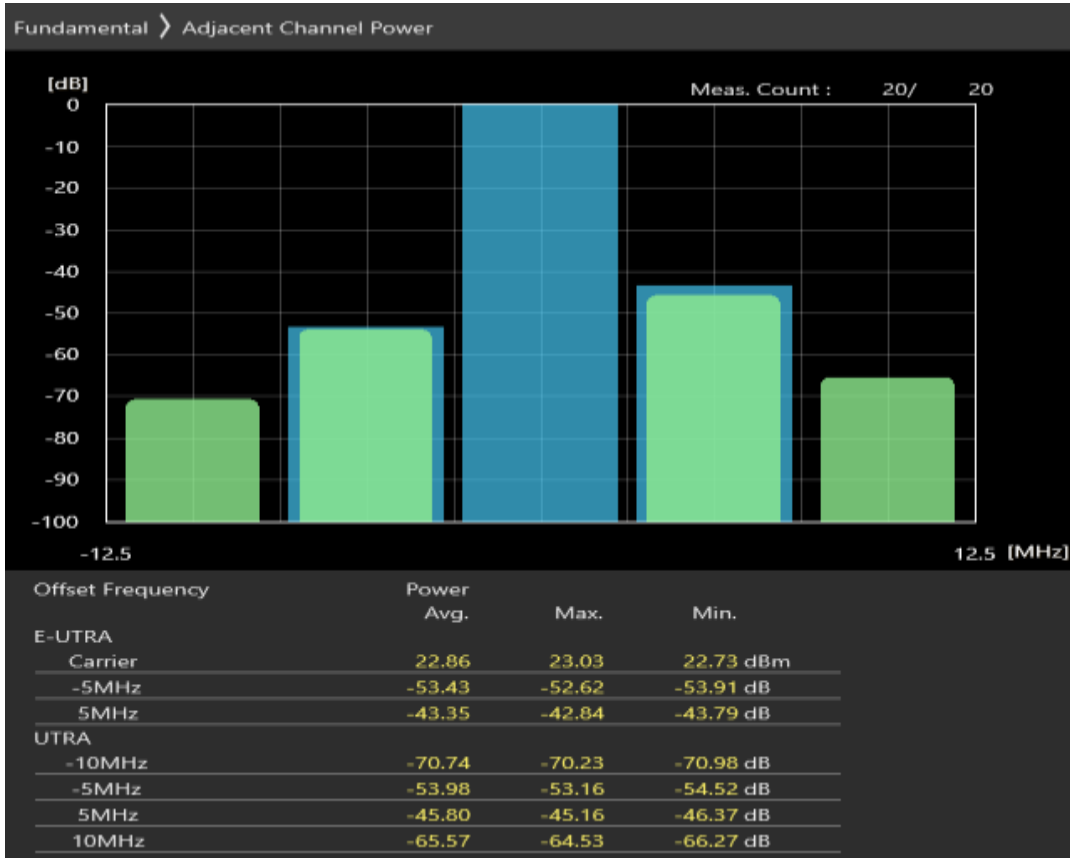 Fundamental > Adjacent Channel Power
[dB]
Meas. Count : 20/ 20
0
-10
-20
-30
-40
-50
-60
-70
-80
-90
-100
-12.5 12.5 [MHz]
Offset Frequency Power
Avg. Max. Min.
E-UTRA
Carrier 22.86 23.03 22.73 dBm
-5MHz -53.43 -52.62 -53.91 dB
5MHz -43.35 -42.84 -43.79 dB
UTRA
-10MHz -70.74 -70.23 -70.98 dB
-5MHz -53.98 -53.16 -54.52 dB
5MHz -45.80 -45.16 -46.37 dB
10MHz -65.57 -64.53 -66.27 dB